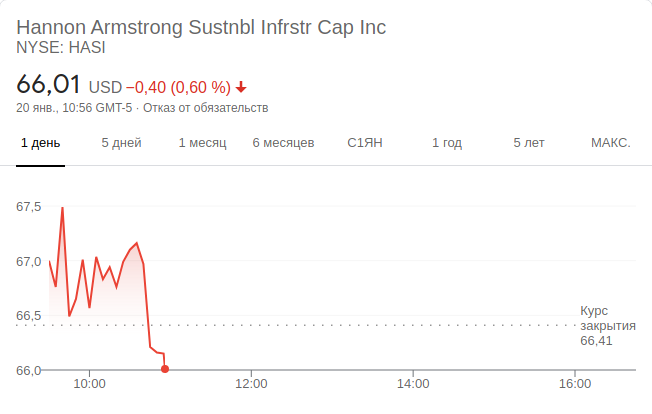 Hannon Armstrong Sustnbl Infrstr Cap Inc
NYSE: HASI
66,01 USD −0,40 (0,60 %)
20 янв., 10:56 GMT-5 · Отказ от обязательств
1 день 5 дней 1 месяц 6 месяцев С1ЯН 1 год 5 лет МАКС.
67,5
67,0
66,5
66,0
Курс
закрытия
66,41
10:00 12:00 14:00 16:00